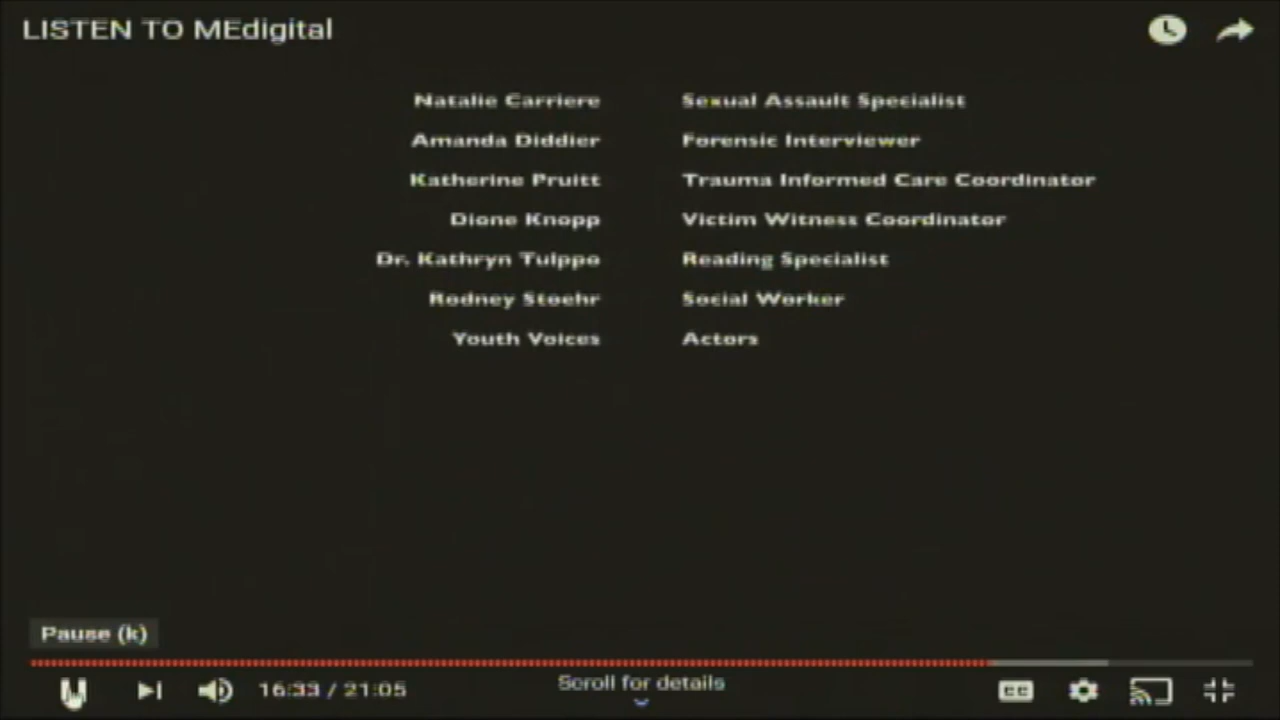 LISTEN TO MEdigital
Natalie Carriere Sexual Assault Specialist
Amanda Diddier Forensic Interviewer
Katherine Pruitt Trauma Informed Care Coordinator
Dione Knopp Victim Witness Coordinator
Dr. Kathryn Tulppo Reading Specialist
Rodney Stoehr Social Worker
Youth Voices Actors
Pause (k)
16:33 / 21:05
Scroll for details
CC